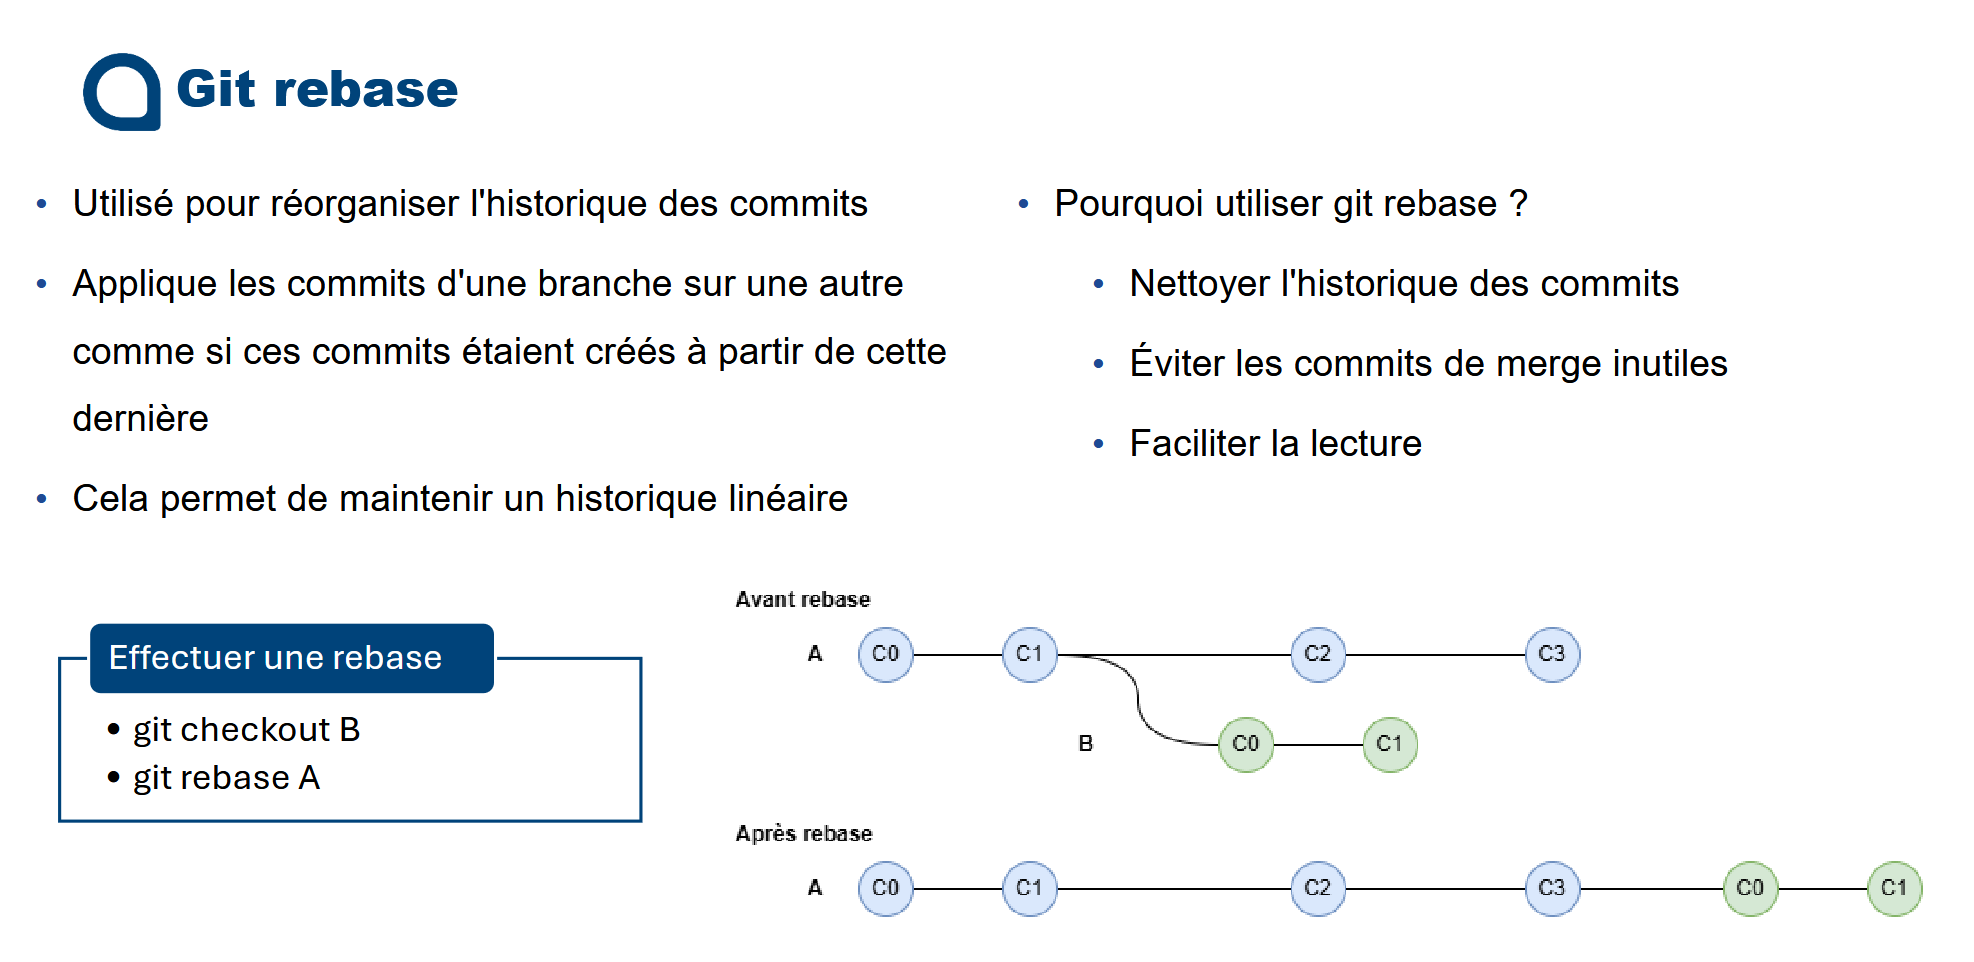 Git rebase
• Utilisé pour réorganiser l'historique des commits
• Applique les commits d'une branche sur une autre
comme si ces commits étaient créés à partir de cette
dernière
• Cela permet de maintenir un historique linéaire
• Pourquoi utiliser git rebase ?
• Nettoyer l'historique des commits
• Éviter les commits de merge inutiles
• Faciliter la lecture
Effectuer une rebase
• git checkout B
• git rebase A
Avant rebase
A C0 C1 C2 C3
B C0 C1
Après rebase
A C0 C1 C2 C3 C0 C1